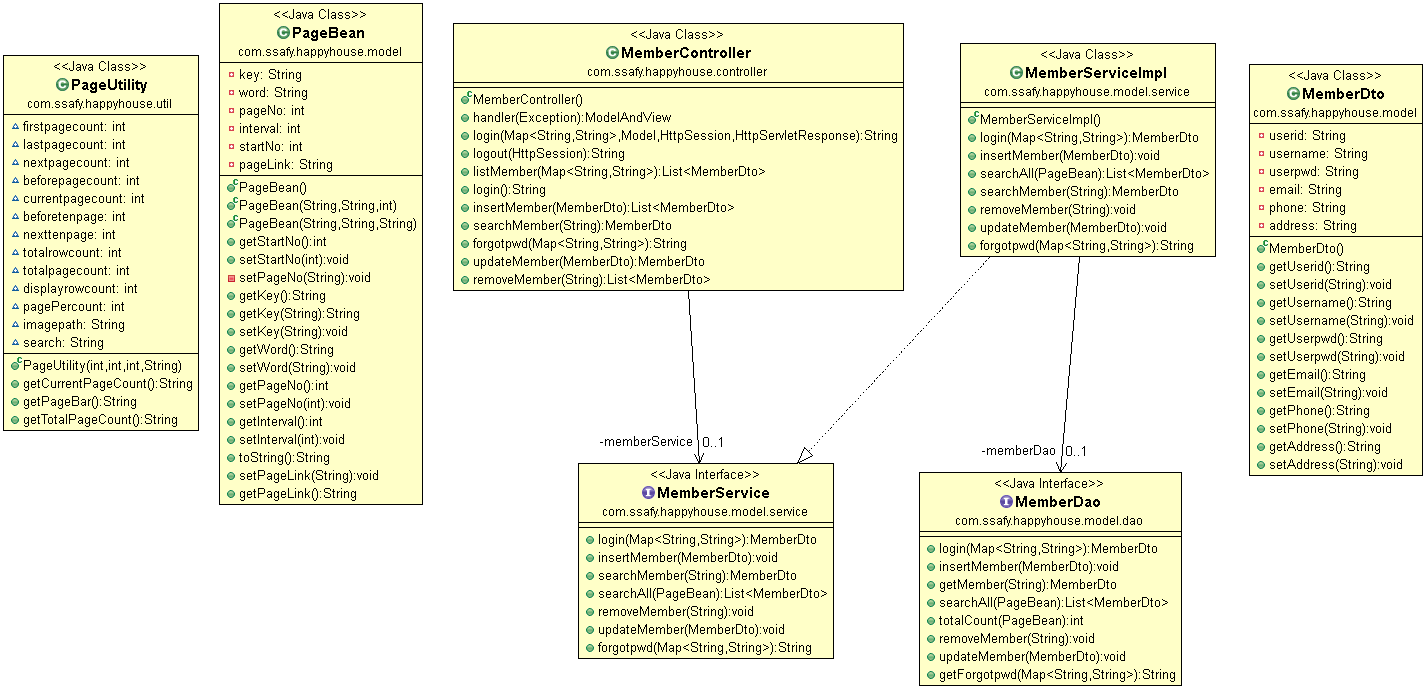 <<Java Class>>
PageUtility
com.ssafy.happyhouse.util
firstpagecount: int
lastpagecount: int
nextpagecount: int
beforepagecount: int
currentpagecount: int
beforetenpage: int
nexttenpage: int
totalrowcount: int
totalpagecount: int
displayrowcount: int
pagePercount: int
imagepath: String
search: String
PageUtility(int,int,int,String)
getCurrentPageCount():String
getPageBar():String
getTotalPageCount():String
<<Java Class>>
PageBean
com.ssafy.happyhouse.model
key: String
word: String
pageNo: int
interval: int
startNo: int
pageLink: String
PageBean()
PageBean(String,String,int)
PageBean(String,String,String)
getStartNo():int
setStartNo(int):void
setPageNo(String):void
getKey():String
getKey(String):String
setKey(String):void
getWord():String
setWord(String):void
getPageNo():int
setPageNo(int):void
getInterval():int
setInterval(int):void
toString():String
setPageLink(String):void
getPageLink():String
<<Java Class>>
MemberController
com.ssafy.happyhouse.controller
MemberController()
handler(Exception):ModelAndView
login(Map<String,String>,Model,HttpSession,HttpServletResponse):String
logout(HttpSession):String
listMember(Map<String,String>):List<MemberDto>
login():String
insertMember(MemberDto):List<MemberDto>
searchMember(String):MemberDto
forgotpwd(Map<String,String>):String
updateMember(MemberDto):MemberDto
removeMember(String):List<MemberDto>
<<Java Class>>
MemberServiceImpl
com.ssafy.happyhouse.model.service
MemberServiceImpl()
login(Map<String,String>):MemberDto
insertMember(MemberDto):void
searchAll(PageBean):List<MemberDto>
searchMember(String):MemberDto
removeMember(String):void
updateMember(MemberDto):void
forgotpwd(Map<String,String>):String
<<Java Class>>
MemberDto
com.ssafy.happyhouse.model
userid: String
username: String
userpwd: String
email: String
phone: String
address: String
MemberDto()
getUserid():String
setUserid(String):void
getUsername():String
setUsername(String):void
getUserpwd():String
setUserpwd(String):void
getEmail():String
setEmail(String):void
getPhone():String
setPhone(String):void
getAddress():String
setAddress(String):void
-memberService 0..1
-memberDao 0..1
<<Java Interface>>
MemberService
com.ssafy.happyhouse.model.service
login(Map<String,String>):MemberDto
insertMember(MemberDto):void
searchMember(String):MemberDto
searchAll(PageBean):List<MemberDto>
removeMember(String):void
updateMember(MemberDto):void
forgotpwd(Map<String,String>):String
<<Java Interface>>
MemberDao
com.ssafy.happyhouse.model.dao
login(Map<String,String>):MemberDto
insertMember(MemberDto):void
getMember(String):MemberDto
searchAll(PageBean):List<MemberDto>
totalCount(PageBean):int
removeMember(String):void
updateMember(MemberDto):void
getForgotpwd(Map<String,String>):String